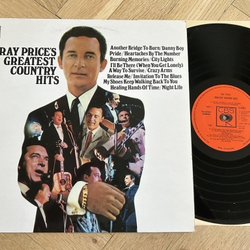 RAY PRICE'S
GREATEST
COUNTRY
HITS
Another Bridge To Burn/Danny Boy
Pride/Heartaches By The Number
Burning Memories/City Lights
I'll Be There (When You Get Lonely)
A Way To Survive/Crazy Arms
Release Me/Invitation To The Blues
My Shoes Keep Walking Back To You
Healing Hands Of Time/Night Life
CBS